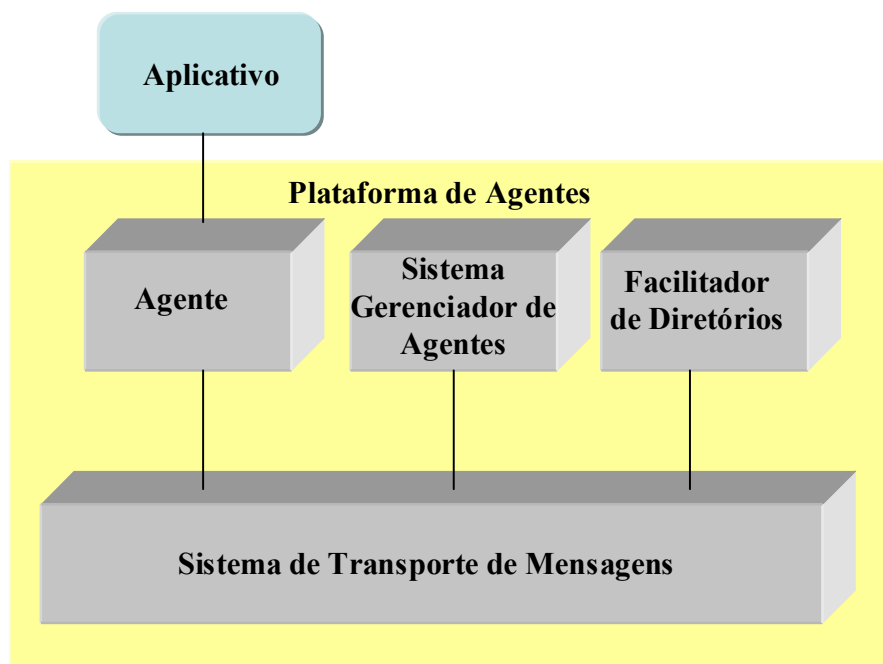 Aplicativo
Plataforma de Agentes
Agente
Sistema
Gerenciador de
Agentes
Facilitador
de Diretórios
Sistema de Transporte de Mensagens